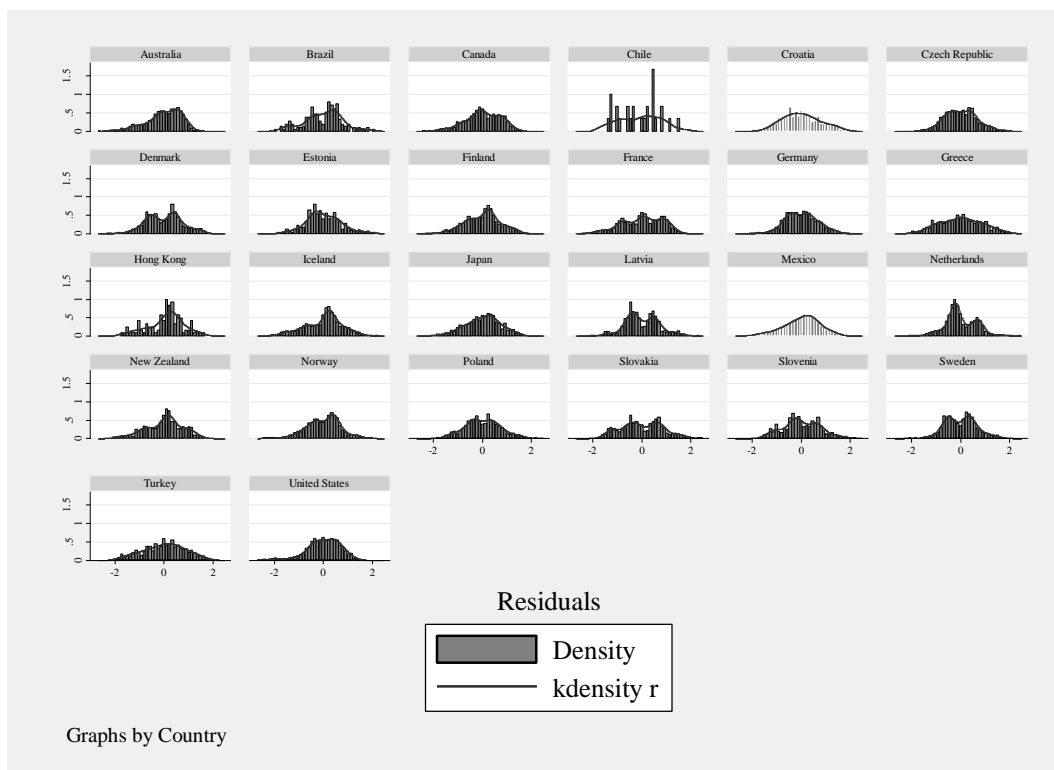 Australia Brazil Canada Chile Croatia Czech Republic
0 .5 1 1.5
Denmark Estonia Finland France Germany Greece
0 .5 1 1.5
Hong Kong Iceland Japan Latvia Mexico Netherlands
0 .5 1 1.5
New Zealand Norway Poland Slovakia Slovenia Sweden
0 .5 1 1.5
-2 0 2 -2 0 2 -2 0 2 -2 0 2
Turkey United States
0 .5 1 1.5
-2 0 2 -2 0 2
Residuals
Density
kdensity r
Graphs by Country